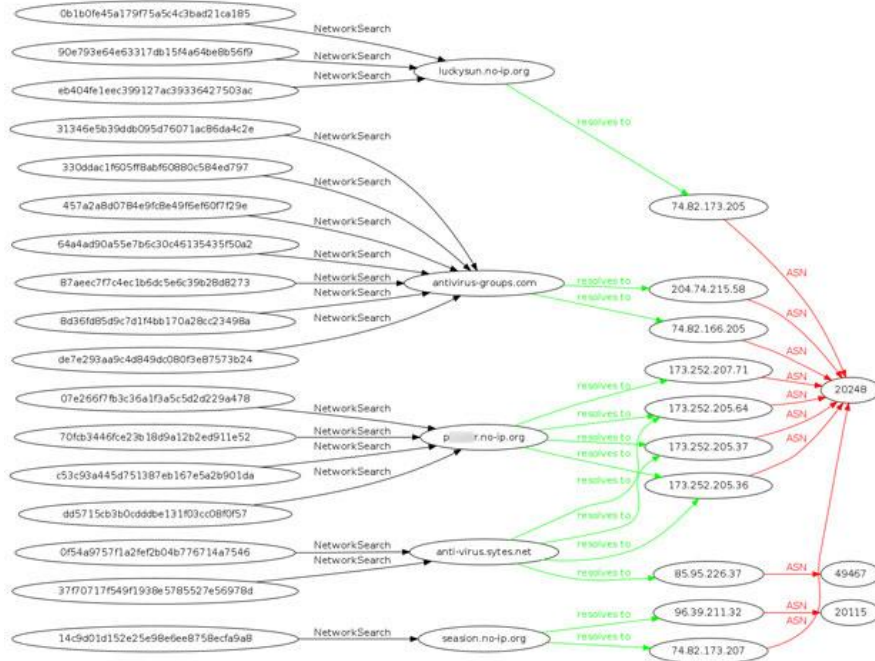 0b1b0fe45a179f75a5c4c3bad21ca185
NetworkSearch
90e793e64e63317db15f4a64be8b56f9
NetworkSearch
luckysun.no-ip.org
eb404fe1eec399127ac39336427503ac
NetworkSearch
resolves to
31346e5b39ddb095d76071ac86da4c2e
NetworkSearch
330ddac1f605ff8abf60880c584ed797
NetworkSearch
457a2a8d0784e9fc8e49f6ef60f7f29e
NetworkSearch
74.82.173.205
64a4ad90a55e7b6c30c46135435f50a2
NetworkSearch
ASN
87aeec7f7c4ec1b6dc5e6c39b28d8273
NetworkSearch
antivirus-groups.com
resolves to
204.74.215.58
ASN
8d36fd85d9c7d1f4bb170a28cc23498a
NetworkSearch
resolves to
74.82.166.205
ASN
de7e293aa9c4d849dc080f3e87573b24
NetworkSearch
resolves to
173.252.207.71
ASN
20248
07e266f7fb3c36a1f3a5c5d2d229a478
NetworkSearch
resolves to
173.252.205.64
ASN
70fcb3446fce23b18d9a12b2ed911e52
NetworkSearch
p r.no-ip.org
resolves to
173.252.205.37
ASN
c53c93a445d751387eb167e5a2b901da
NetworkSearch
resolves to
resolves to
173.252.205.36
ASN
dd5715cb3b0cdddbe131f03cc08f0f57
NetworkSearch
resolves to
0f54a9757f1a2fef2b04b776714a7546
NetworkSearch
anti-virus.sytes.net
resolves to
37f70717f549f1938e5785527e56978d
NetworkSearch
resolves to
85.95.226.37
ASN
49467
14c9d01d152e25e98e6ee8758ecfa9a8
NetworkSearch
seasion.no-ip.org
resolves to
96.39.211.32
ASN
20115
resolves to
74.82.173.207
ASN